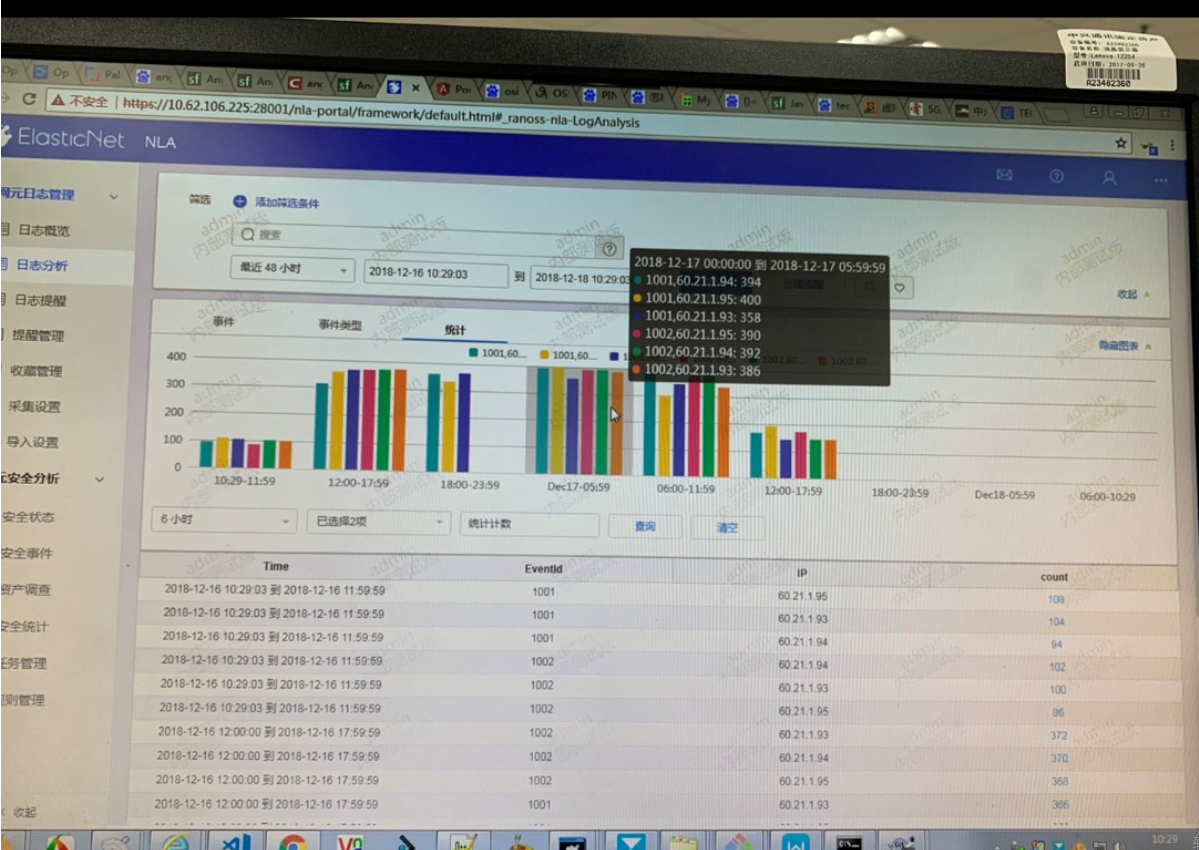 设备名称: 液晶显示器
型号:Lenovo T2254
启用日期: 2017-09-30
A23482360
Op
Op
Pal
anc
An
An
anc
An
Por
osi
OS
PIN
My
Jav
tec
5G
TE
不安全 | https://10.62.106.225:28001/nla-portal/framework/default.html#_ranoss-nla-LogAnalysis
ElasticNet NLA
网元日志管理
日志概览
日志分析
日志提醒
提醒管理
收藏管理
采集设置
导入设置
元安全分析
安全状态
安全事件
资产调查
安全统计
任务管理
规则管理
收起
筛选 添加筛选条件
搜索
最近 48 小时 2018-12-16 10:29:03 到 2018-12-18 10:29:03
收起
2018-12-17 00:00:00 到 2018-12-17 05:59:59
1001,60.21.1.94: 394
1001,60.21.1.95: 400
1001,60.21.1.93: 358
1002,60.21.1.95: 390
1002,60.21.1.94: 392
1002,60.21.1.93: 386
事件 事件类型 统计
隐藏图表
1001,60... 1001,60... 1002,60... 1002,60...
400
300
200
100
0
10:29-11:59 12:00-17:59 18:00-23:59 Dec17-05:59 06:00-11:59 12:00-17:59 18:00-23:59 Dec18-05:59 06:00-10:29
6 小时 已选择2项 统计计数 查询 清空
Time EventId IP count
2018-12-16 10:29:03 到 2018-12-16 11:59:59 1001 60.21.1.95 108
2018-12-16 10:29:03 到 2018-12-16 11:59:59 1001 60.21.1.93 104
2018-12-16 10:29:03 到 2018-12-16 11:59:59 1001 60.21.1.94 94
2018-12-16 10:29:03 到 2018-12-16 11:59:59 1002 60.21.1.94 102
2018-12-16 10:29:03 到 2018-12-16 11:59:59 1002 60.21.1.93 100
2018-12-16 10:29:03 到 2018-12-16 11:59:59 1002 60.21.1.95 86
2018-12-16 12:00:00 到 2018-12-16 17:59:59 1002 60.21.1.93 372
2018-12-16 12:00:00 到 2018-12-16 17:59:59 1002 60.21.1.94 370
2018-12-16 12:00:00 到 2018-12-16 17:59:59 1002 60.21.1.95 368
2018-12-16 12:00:00 到 2018-12-16 17:59:59 1001 60.21.1.93 366
admin
内部测试版
10:29